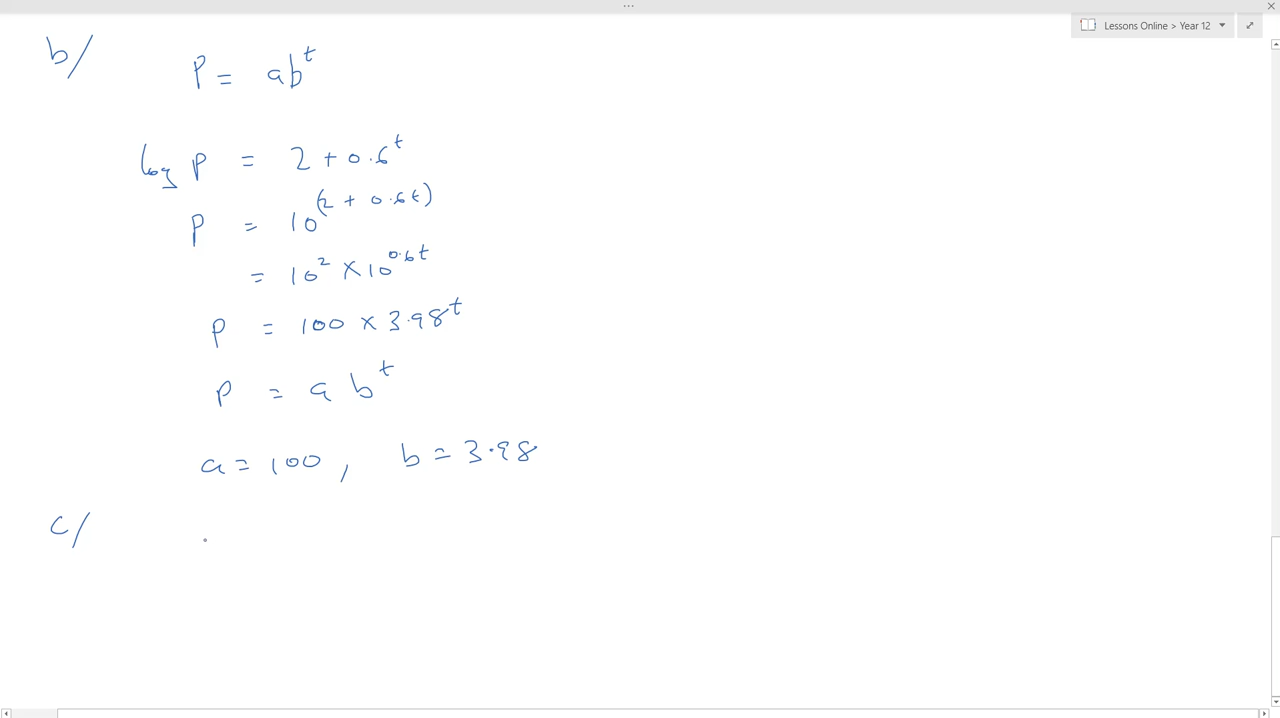 Lessons Online > Year 12
b/
P = ab^t
log P = 2 + 0.6^t
P = 10^(2 + 0.6t)
= 10^2 × 10^0.6t
P = 100 × 3.98^t
P = a b^t
a = 100 , b = 3.98
c/